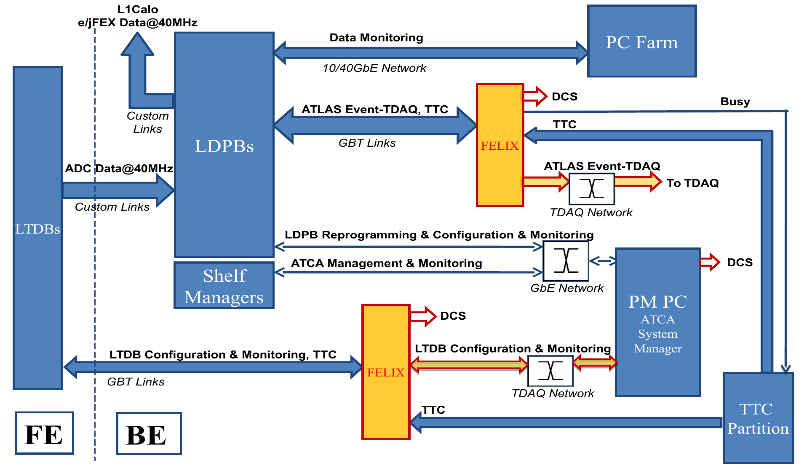 L1Calo
e/jFEX Data@40MHz
Data Monitoring
10/40GbE Network
PC Farm
Custom
Links
LDPBs
ATLAS Event-TDAQ, TTC
GBT Links
FELIX
DCS
Busy
TTC
ATLAS Event-TDAQ
To TDAQ
TDAQ Network
ADC Data@40MHz
Custom Links
LTDBs
LDPB Reprogramming & Configuration & Monitoring
ATCA Management & Monitoring
GbE Network
Shelf
Managers
DCS
PM PC
ATCA
System
Manager
DCS
LTDB Configuration & Monitoring, TTC
GBT Links
FELIX
LTDB Configuration & Monitoring
TDAQ Network
TTC
TTC
Partition
FE
BE